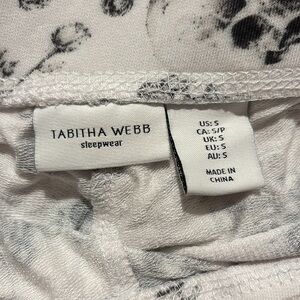 TABITHA WEBB
sleepwear
US: S
CA: S/P
UK: S
EU: S
AU: S
MADE IN
CHINA